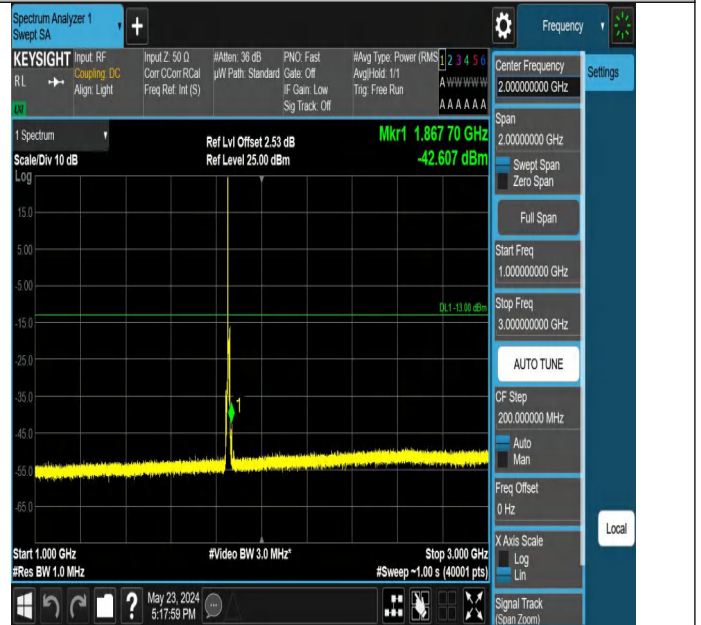 Spectrum Analyzer 1
Swept SA
+
Frequency
KEYSIGHT
RL
LXI
Input: RF
Coupling: DC
Align: Light
Input Z: 50 Ω
Corr CCorr RCal
Freq Ref: Int (S)
#Atten: 36 dB
µW Path: Standard
PNO: Fast
Gate: Off
IF Gain: Low
Sig Track: Off
#Avg Type: Power (RMS
Avg|Hold: 1/1
Trig: Free Run
1 2 3 4 5 6
A W W W W W
A A A A A A
1 Spectrum
Scale/Div 10 dB
Log
Ref Lvl Offset 2.53 dB
Ref Level 25.00 dBm
Mkr1 1.867 70 GHz
-42.607 dBm
15.0
5.00
-5.00
DL1 -13.00 dBm
-15.0
-25.0
-35.0
1
-45.0
-55.0
-65.0
Start 1.000 GHz
#Res BW 1.0 MHz
#Video BW 3.0 MHz*
Stop 3.000 GHz
#Sweep ~1.00 s (40001 pts)
Center Frequency
2.000000000 GHz
Settings
Span
2.00000000 GHz
Swept Span
Zero Span
Full Span
Start Freq
1.000000000 GHz
Stop Freq
3.000000000 GHz
AUTO TUNE
CF Step
200.000000 MHz
Auto
Man
Freq Offset
0 Hz
X Axis Scale
Log
Lin
Local
Signal Track
(Span Zoom)
?
May 23, 2024
5:17:59 PM